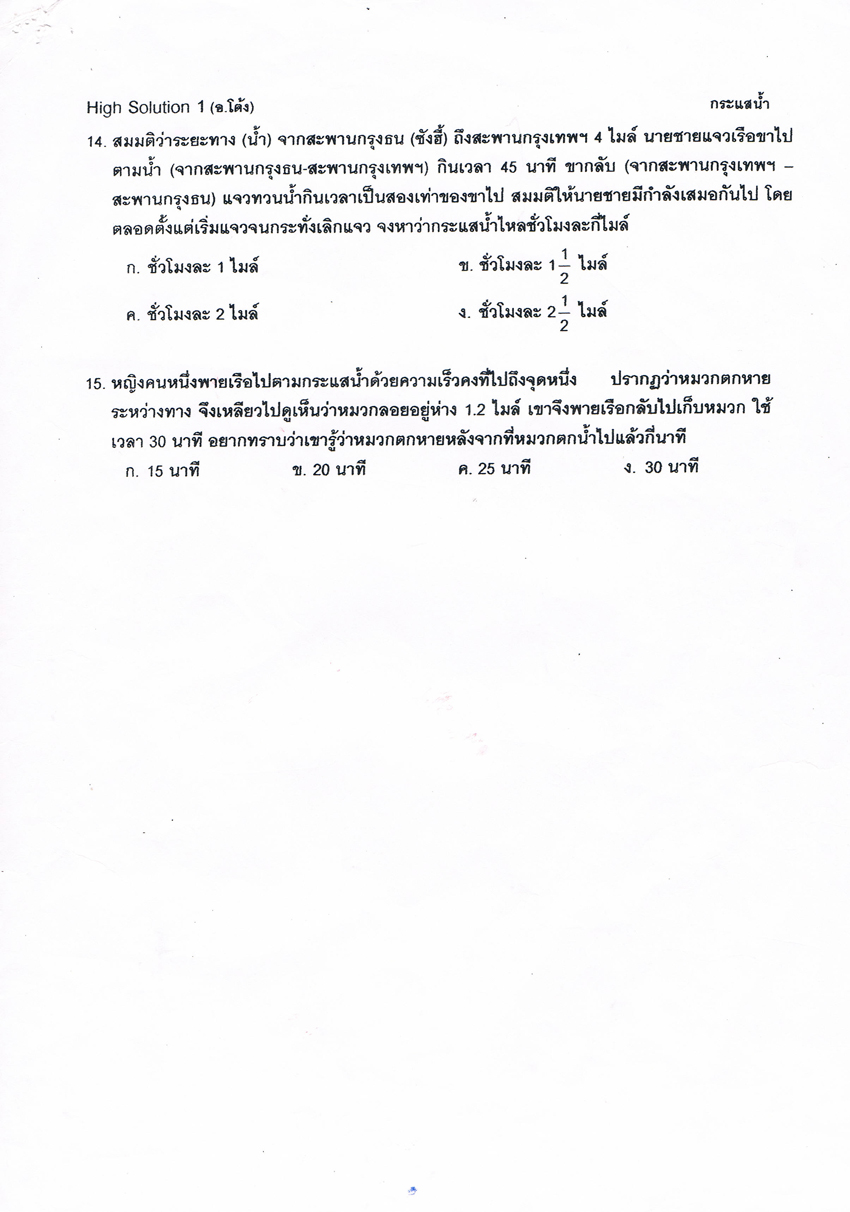 High Solution 1 (อ.โต้ง)
กระแสน้ำ
14. สมมติว่าระยะทาง (น้ำ) จากสะพานกรุงธน (ซังฮี้) ถึงสะพานกรุงเทพฯ 4 ไมล์ นายชายแจวเรือขาไป
ตามน้ำ (จากสะพานกรุงธน-สะพานกรุงเทพฯ) กินเวลา 45 นาที ขากลับ (จากสะพานกรุงเทพฯ –
สะพานกรุงธน) แจวทวนน้ำกินเวลาเป็นสองเท่าของขาไป สมมติให้นายชายมีกำลังเสมอกันไป โดย
ตลอดตั้งแต่เริ่มแจวจนกระทั่งเลิกแจว จงหาว่ากระแสน้ำไหลชั่วโมงละกี่ไมล์
ก. ชั่วโมงละ 1 ไมล์ ข. ชั่วโมงละ 1 1/2 ไมล์
ค. ชั่วโมงละ 2 ไมล์ ง. ชั่วโมงละ 2 1/2 ไมล์
15. หญิงคนหนึ่งพายเรือไปตามกระแสน้ำด้วยความเร็วคงที่ไปถึงจุดหนึ่ง ปรากฏว่าหมวกตกหาย
ระหว่างทาง จึงเหลียวไปดูเห็นว่าหมวกลอยอยู่ห่าง 1.2 ไมล์ เขาจึงพายเรือกลับไปเก็บหมวก ใช้
เวลา 30 นาที อยากทราบว่าเขารู้ว่าหมวกตกหายหลังจากที่หมวกตกน้ำไปแล้วกี่นาที
ก. 15 นาที ข. 20 นาที ค. 25 นาที ง. 30 นาที